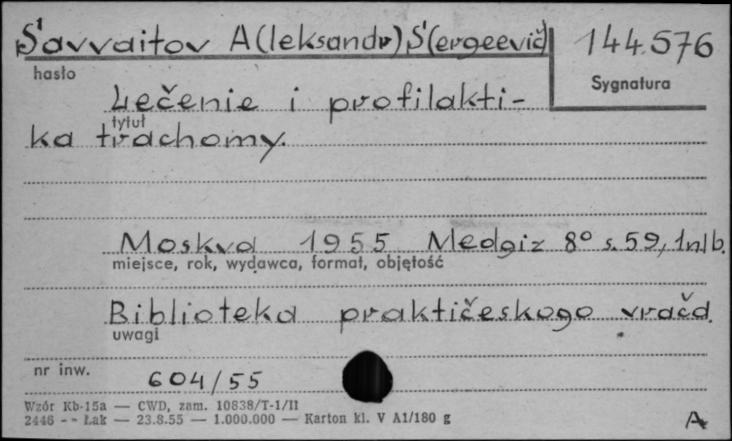 Savvaitov A(leksandr) S(ergeevič) 144.576
hasło
Sygnatura
Lečenie i profilakti-
tytuł
ka trachomy.
Moskva 1955 Medgiz 8° s. 59, 1nlb.
miejsce, rok, wydawca, format, objętość
Biblioteka praktičeskogo vrača.
uwagi
nr inw. 604/55
Wzór Kb-15a — CWD, zam. 10838/T-1/II
2446 -- Łak — 23.8.55 — 1.000.000 — Karton kl. V A1/180 g
A